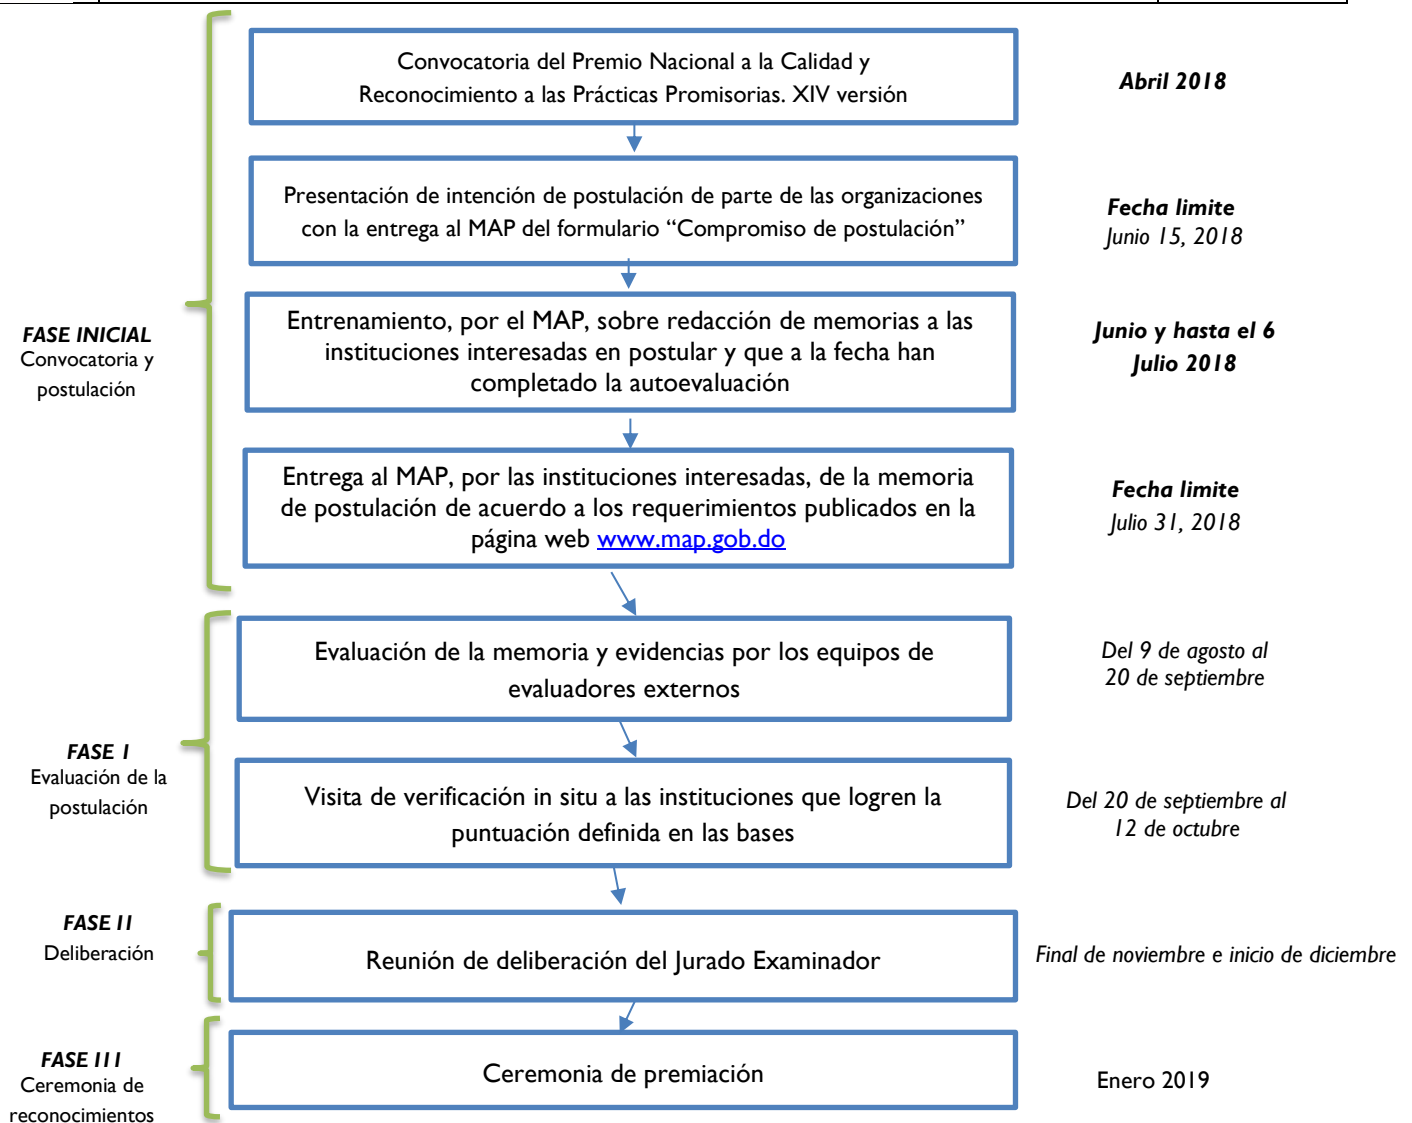 Convocatoria del Premio Nacional a la Calidad y
Reconocimiento a las Prácticas Promisorias. XIV versión
Abril 2018
Presentación de intención de postulación de parte de las organizaciones
con la entrega al MAP del formulario “Compromiso de postulación”
Fecha limite
Junio 15, 2018
FASE INICIAL
Convocatoria y
postulación
Entrenamiento, por el MAP, sobre redacción de memorias a las
instituciones interesadas en postular y que a la fecha han
completado la autoevaluación
Junio y hasta el 6
Julio 2018
Entrega al MAP, por las instituciones interesadas, de la memoria
de postulación de acuerdo a los requerimientos publicados en la
página web www.map.gob.do
Fecha limite
Julio 31, 2018
Evaluación de la memoria y evidencias por los equipos de
evaluadores externos
Del 9 de agosto al
20 de septiembre
FASE I
Evaluación de la
postulación
Visita de verificación in situ a las instituciones que logren la
puntuación definida en las bases
Del 20 de septiembre al
12 de octubre
FASE II
Deliberación
Reunión de deliberación del Jurado Examinador
Final de noviembre e inicio de diciembre
FASE III
Ceremonia de
reconocimientos
Ceremonia de premiación
Enero 2019